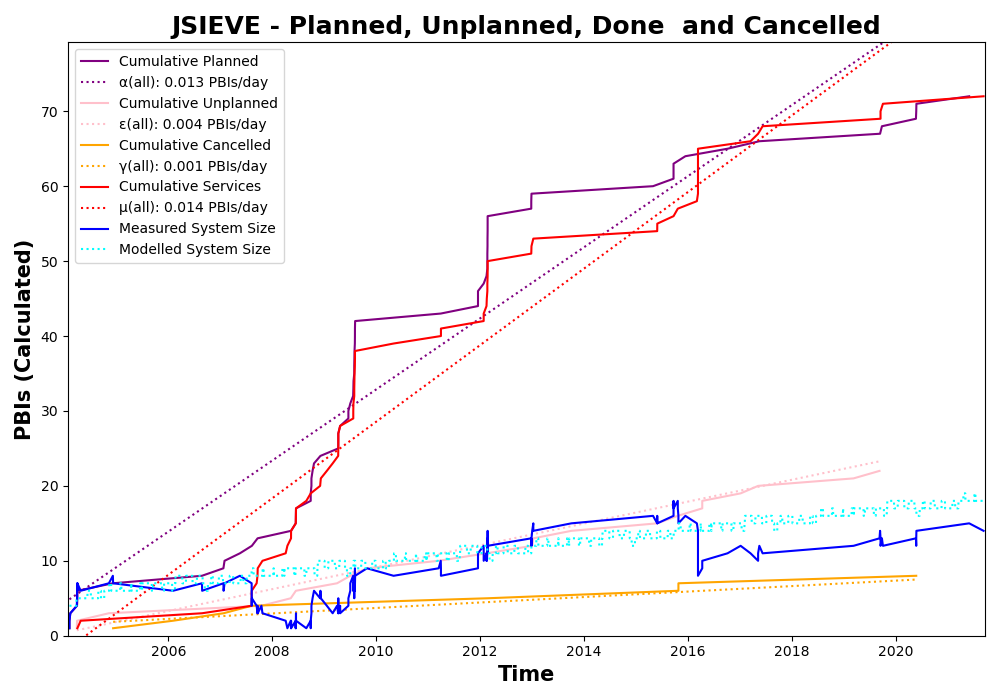 JSIEVE - Planned, Unplanned, Done  and Cancelled
Cumulative Planned
α(all): 0.013 PBIs/day
Cumulative Unplanned
ε(all): 0.004 PBIs/day
Cumulative Cancelled
γ(all): 0.001 PBIs/day
Cumulative Services
μ(all): 0.014 PBIs/day
Measured System Size
Modelled System Size
PBIs (Calculated)
70
60
50
40
30
20
10
0
2006 2008 2010 2012 2014 2016 2018 2020
Time